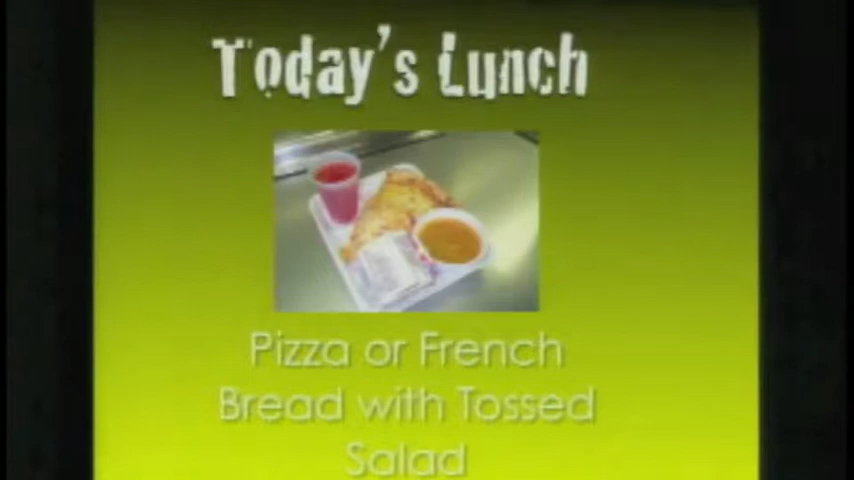 Today's Lunch
Pizza or French
Bread with Tossed
Salad